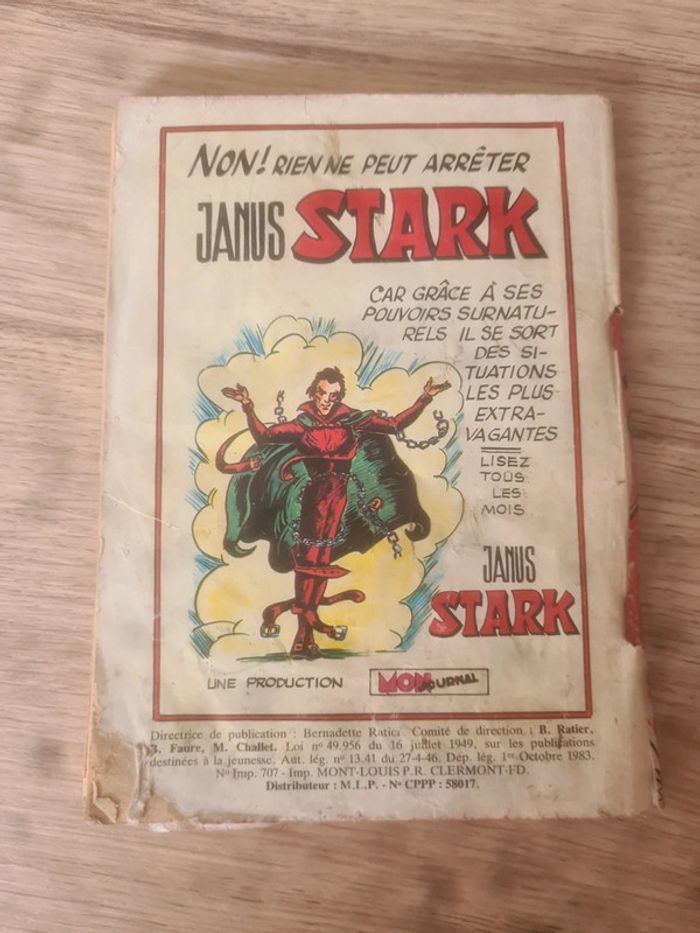 NON! RIEN NE PEUT ARRÊTER
JANUS STARK
CAR GRÂCE À SES
POUVOIRS SURNATU-
RELS IL SE SORT
DES SI-
TUATIONS
LES PLUS
EXTRA-
VAGANTES
LISEZ
TOUS
LES
MOIS
JANUS
STARK
UNE PRODUCTION MON JOURNAL
Directrice de publication : Bernadette Ratier Comité de direction : B. Ratier,
B. Faure, M. Challet. Loi nº 49.956 du 16 juillet 1949, sur les publications
destinées à la jeunesse. Aut. lég. nº 13.41 du 27-4-46. Dép. lég. 1er Octobre 1983.
Nº Imp. 707 - Imp. MONT-LOUIS P.R. CLERMONT-FD.
Distributeur : M.L.P. - Nº CPPP : 58017.